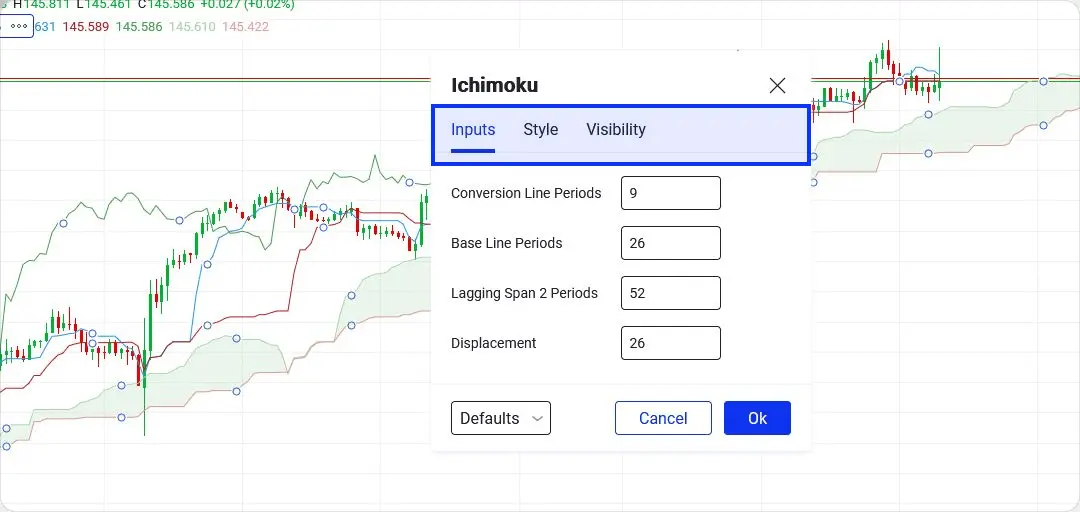 H145.811 L145.461 C145.586 +0.027 (+0.02%)
631 145.589 145.586 145.610 145.422
Ichimoku
Inputs Style Visibility
Conversion Line Periods 9
Base Line Periods 26
Lagging Span 2 Periods 52
Displacement 26
Defaults Cancel Ok